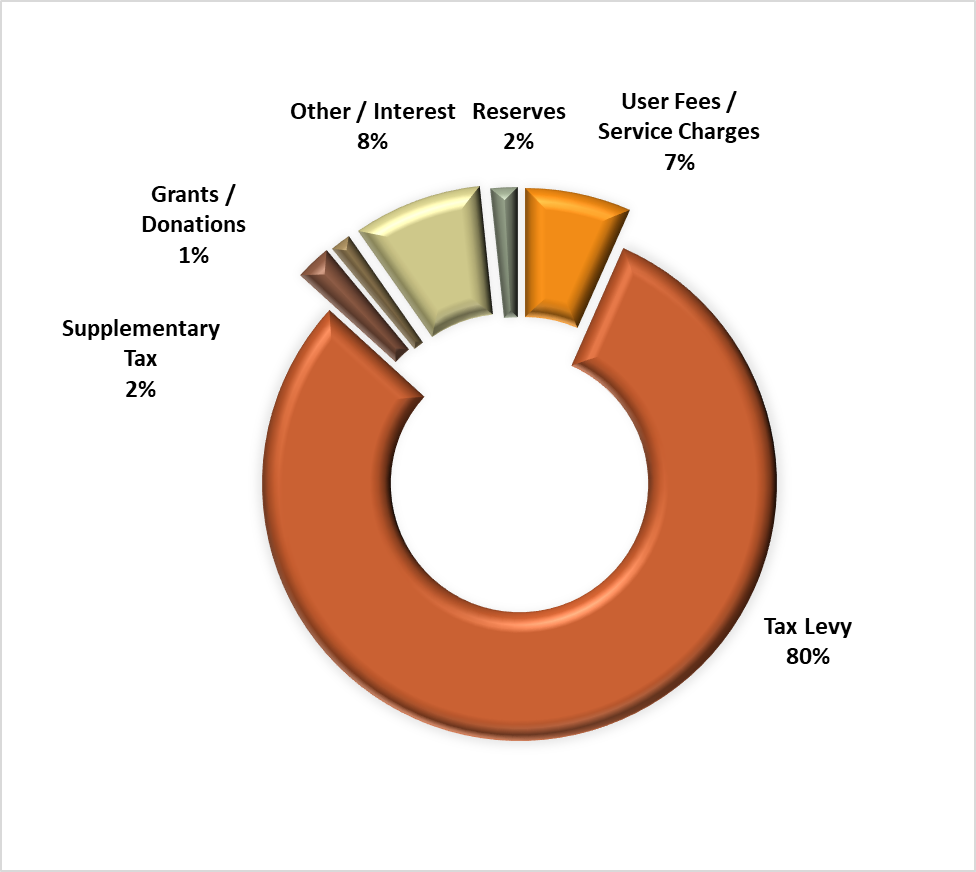 Other / Interest
8%
Reserves
2%
User Fees /
Service Charges
7%
Grants /
Donations
1%
Supplementary
Tax
2%
Tax Levy
80%